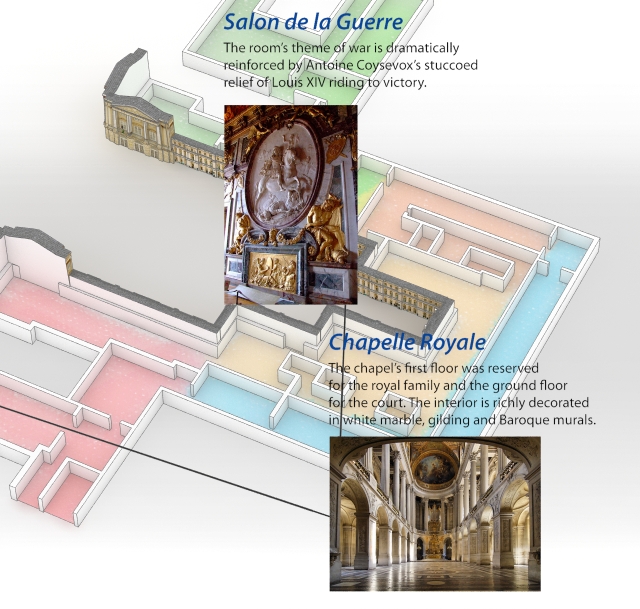 Salon de la Guerre
The room's theme of war is dramatically
reinforced by Antoine Coysevox's stuccoed
relief of Louis XIV riding to victory.
Chapelle Royale
The chapel's first floor was reserved
for the royal family and the ground floor
for the court. The interior is richly decorated
in white marble, gilding and Baroque murals.